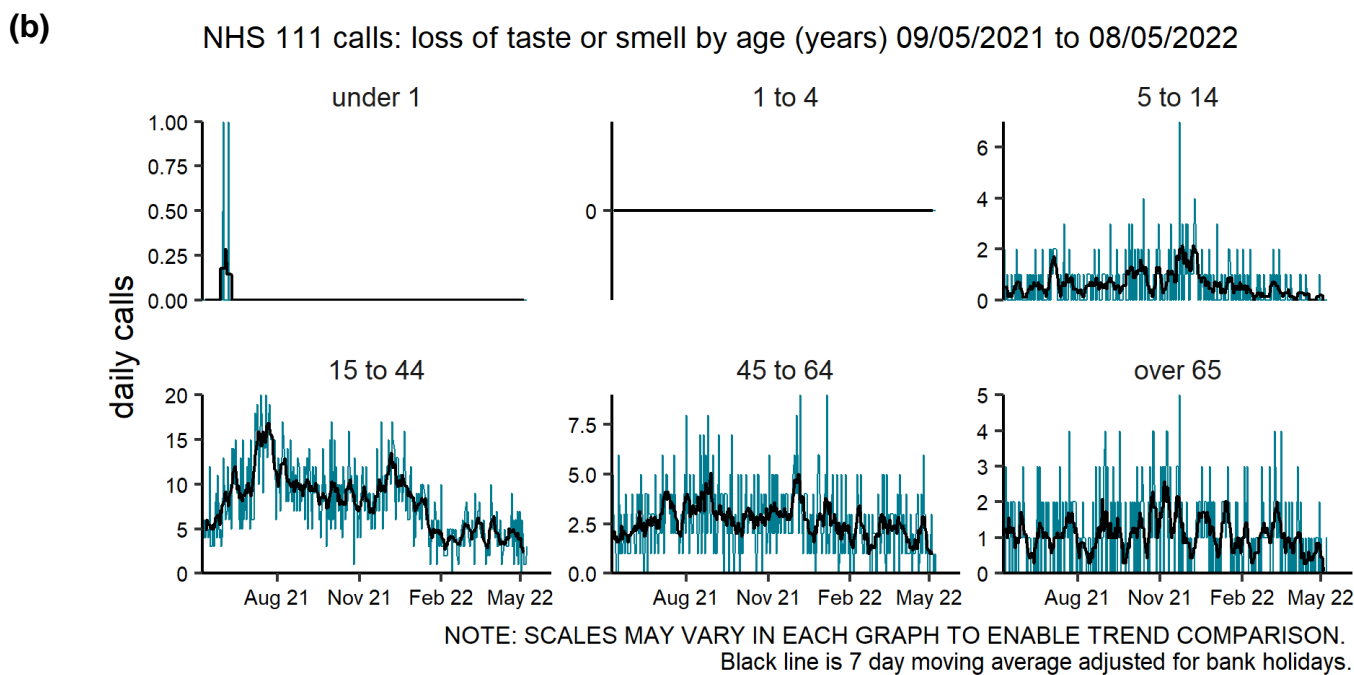 (b)
NHS 111 calls: loss of taste or smell by age (years) 09/05/2021 to 08/05/2022
daily calls
under 1
1.00
0.75
0.50
0.25
0.00
1 to 4
0
5 to 14
6
4
2
0
15 to 44
20
15
10
5
0
Aug 21 Nov 21 Feb 22 May 22
45 to 64
7.5
5.0
2.5
0.0
Aug 21 Nov 21 Feb 22 May 22
over 65
5
4
3
2
1
0
Aug 21 Nov 21 Feb 22 May 22
NOTE: SCALES MAY VARY IN EACH GRAPH TO ENABLE TREND COMPARISON.
Black line is 7 day moving average adjusted for bank holidays.